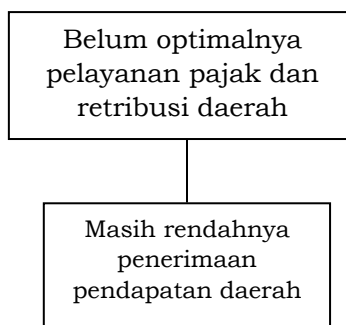 Belum optimalnya
pelayanan pajak dan
retribusi daerah
Masih rendahnya
penerimaan
pendapatan daerah